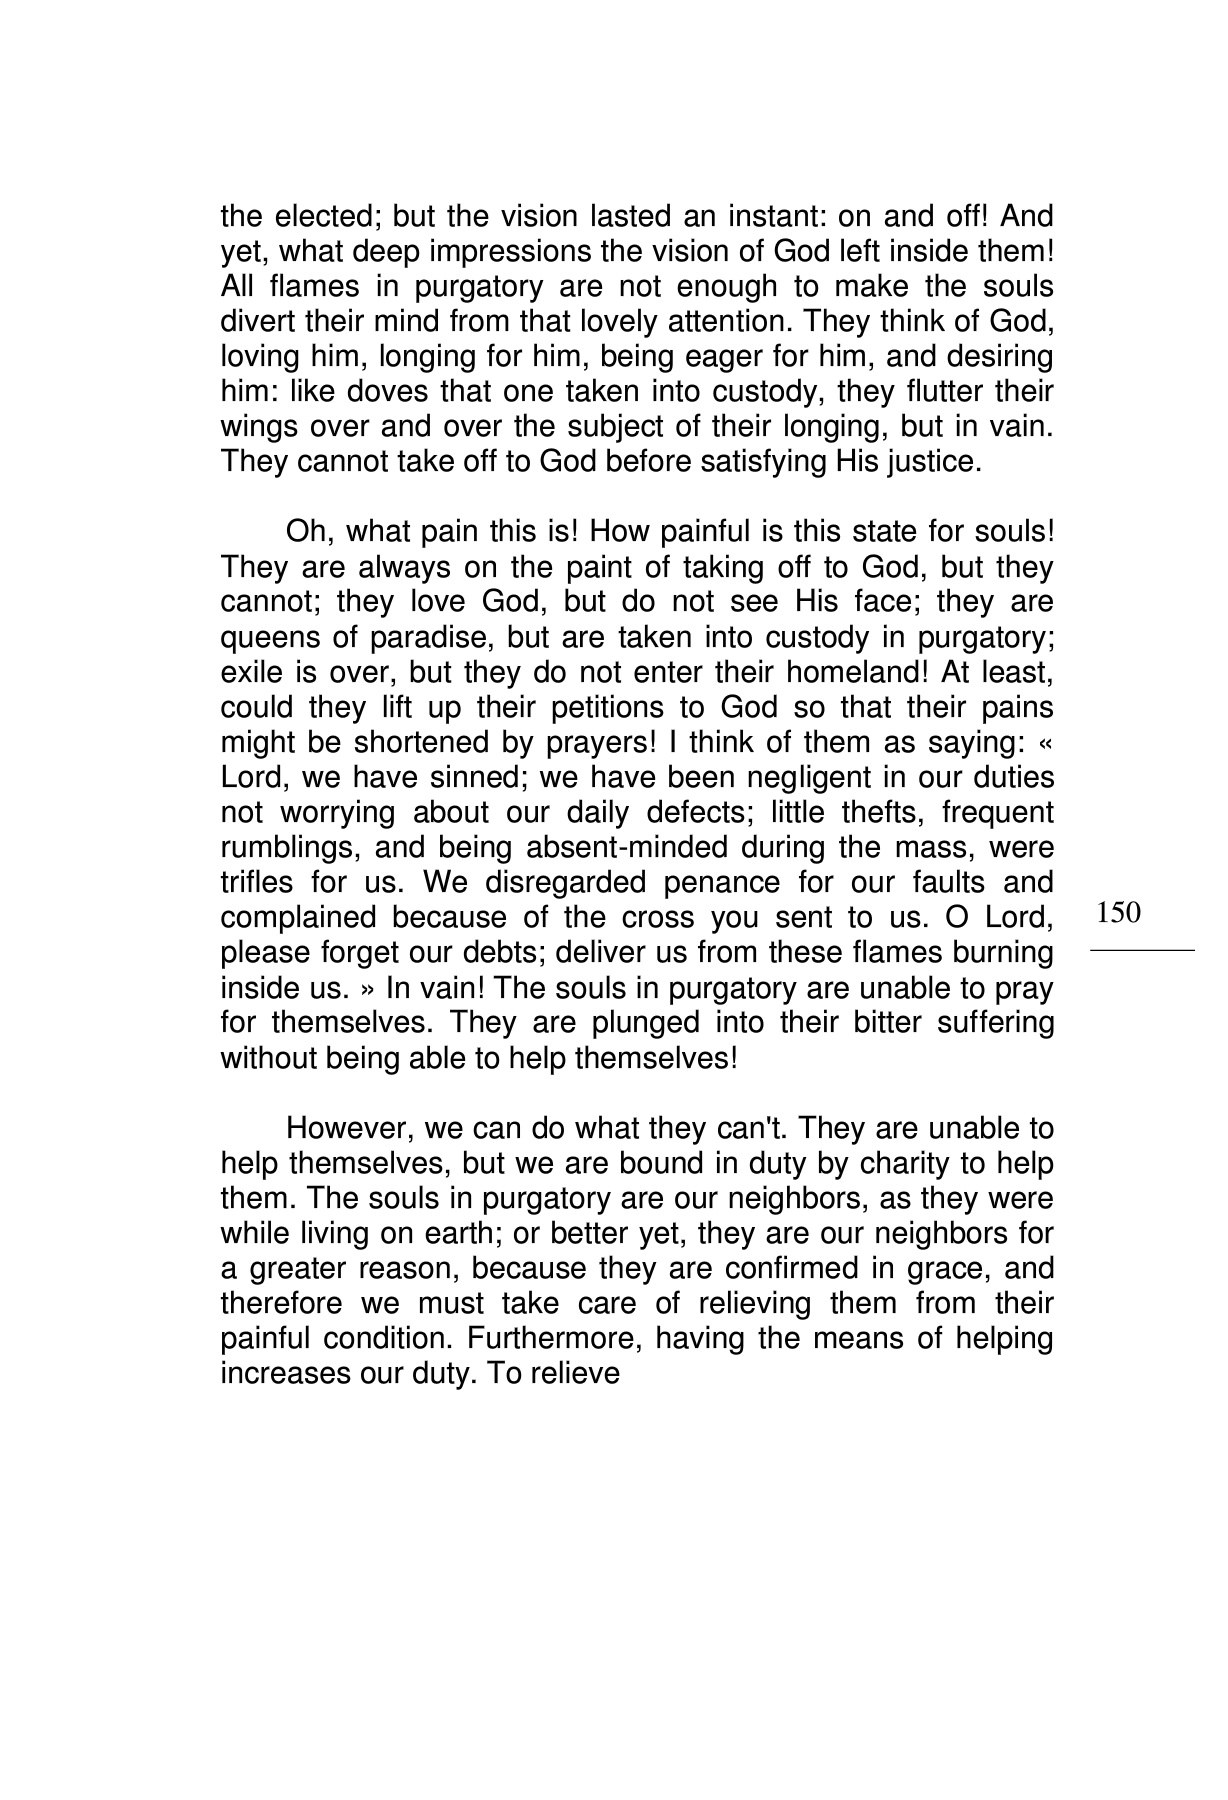 the elected; but the vision lasted an instant: on and off! And
yet, what deep impressions the vision of God left inside them!
All flames in purgatory are not enough to make the souls
divert their mind from that lovely attention. They think of God,
loving him, longing for him, being eager for him, and desiring
him: like doves that one taken into custody, they flutter their
wings over and over the subject of their longing, but in vain.
They cannot take off to God before satisfying His justice.
Oh, what pain this is! How painful is this state for souls!
They are always on the paint of taking off to God, but they
cannot; they love God, but do not see His face; they are
queens of paradise, but are taken into custody in purgatory;
exile is over, but they do not enter their homeland! At least,
could they lift up their petitions to God so that their pains
might be shortened by prayers! I think of them as saying: «
Lord, we have sinned; we have been negligent in our duties
not worrying about our daily defects; little thefts, frequent
rumblings, and being absent-minded during the mass, were
trifles for us. We disregarded penance for our faults and
complained because of the cross you sent to us. O Lord,
please forget our debts; deliver us from these flames burning
inside us. » In vain! The souls in purgatory are unable to pray
for themselves. They are plunged into their bitter suffering
without being able to help themselves!
However, we can do what they can't. They are unable to
help themselves, but we are bound in duty by charity to help
them. The souls in purgatory are our neighbors, as they were
while living on earth; or better yet, they are our neighbors for
a greater reason, because they are confirmed in grace, and
therefore we must take care of relieving them from their
painful condition. Furthermore, having the means of helping
increases our duty. To relieve
150